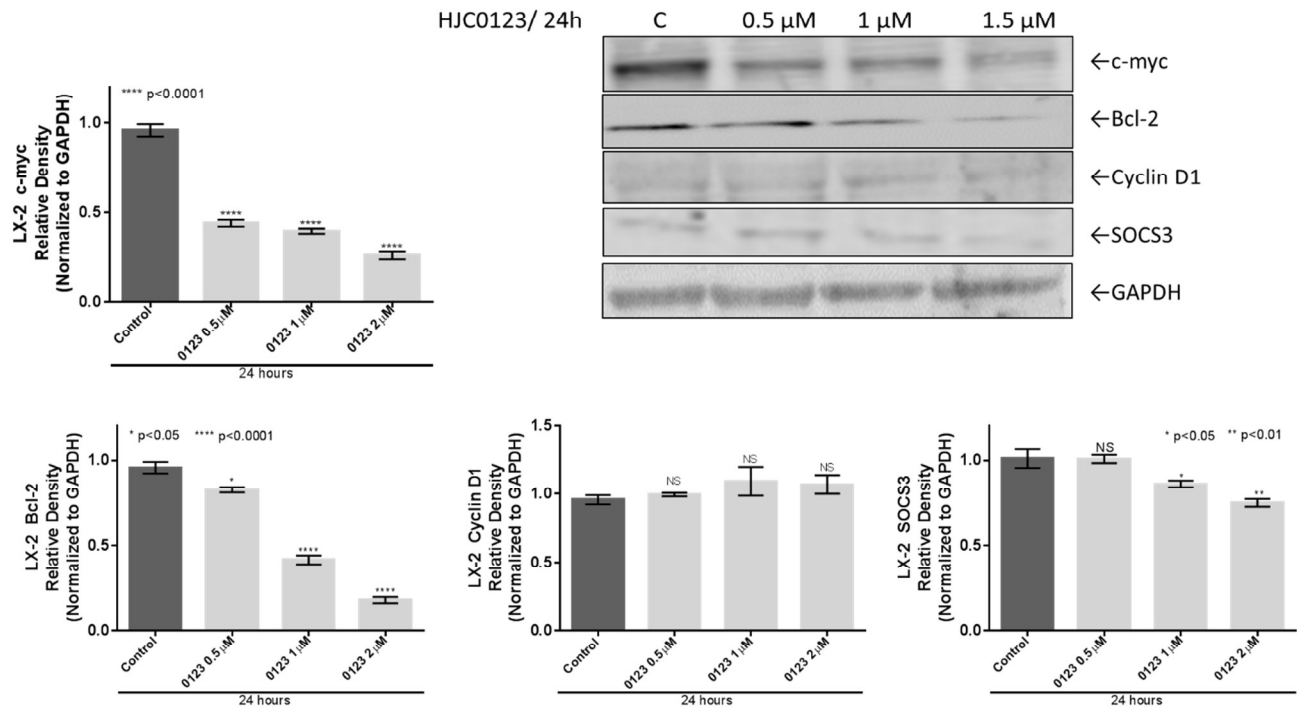 HJC0123/ 24h C 0.5 µM 1 µM 1.5 µM
←c-myc
←Bcl-2
←Cyclin D1
←SOCS3
←GAPDH
LX-2 c-myc
Relative Density
(Normalized to GAPDH)
**** p<0.0001
1.0
0.5
0.0
****
****
****
Control
0123 0.5µM
0123 1µM
0123 2µM
24 hours
LX-2 Bcl-2
Relative Density
(Normalized to GAPDH)
* p<0.05 **** p<0.0001
1.0
0.5
0.0
*
****
****
Control
0123 0.5µM
0123 1µM
0123 2µM
24 hours
LX-2 Cyclin D1
Relative Density
(Normalized to GAPDH)
1.5
1.0
0.5
0.0
NS
NS
NS
Control
0123 0.5µM
0123 1µM
0123 2µM
24 hours
LX-2 SOCS3
Relative Density
(Normalized to GAPDH)
* p<0.05 ** p<0.01
1.0
0.5
0.0
NS
*
**
Control
0123 0.5µM
0123 1µM
0123 2µM
24 hours